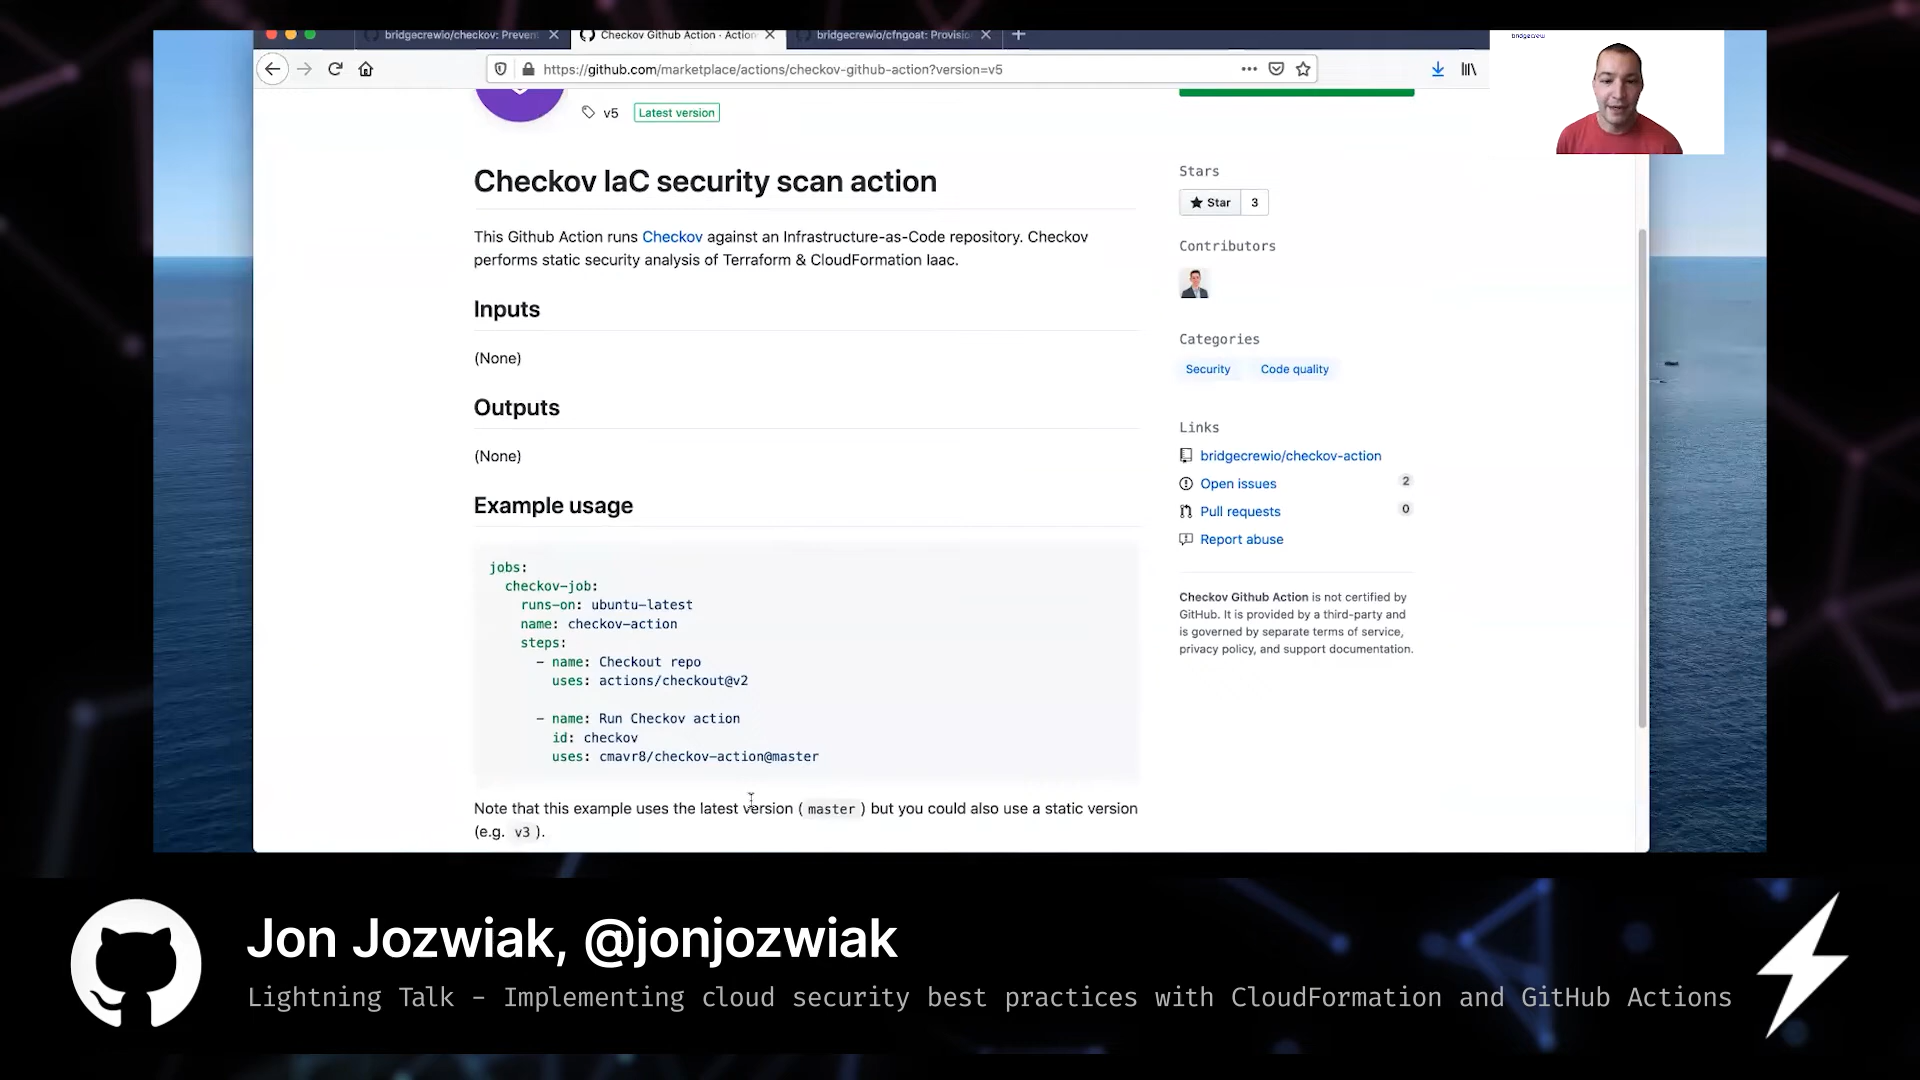 bridgecrewio/checkov: Preven
Checkov Github Action · Action
bridgecrewio/cfngoat: Provisio
https://github.com/marketplace/actions/checkov-github-action?version=v5
bridgecrew
v5 Latest version
Checkov IaC security scan action
This Github Action runs Checkov against an Infrastructure-as-Code repository. Checkov
performs static security analysis of Terraform & CloudFormation Iaac.
Inputs
(None)
Outputs
(None)
Example usage
jobs:
checkov-job:
runs-on: ubuntu-latest
name: checkov-action
steps:
- name: Checkout repo
uses: actions/checkout@v2
- name: Run Checkov action
id: checkov
uses: cmavr8/checkov-action@master
Note that this example uses the latest version ( master ) but you could also use a static version
(e.g. v3 ).
Stars
Star 3
Contributors
Categories
Security Code quality
Links
bridgecrewio/checkov-action
Open issues 2
Pull requests 0
Report abuse
Checkov Github Action is not certified by
GitHub. It is provided by a third-party and
is governed by separate terms of service,
privacy policy, and support documentation.
Jon Jozwiak, @jonjozwiak
Lightning Talk - Implementing cloud security best practices with CloudFormation and GitHub Actions